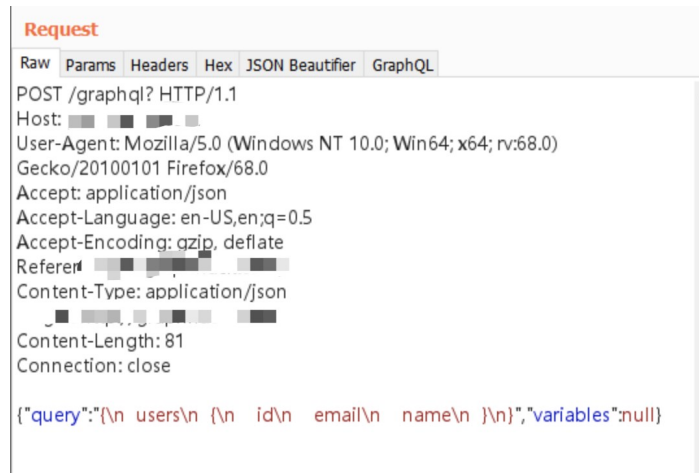 Request
Raw Params Headers Hex JSON Beautifier GraphQL
POST /graphql? HTTP/1.1
Host:
User-Agent: Mozilla/5.0 (Windows NT 10.0; Win64; x64; rv:68.0)
Gecko/20100101 Firefox/68.0
Accept: application/json
Accept-Language: en-US,en;q=0.5
Accept-Encoding: gzip, deflate
Referer
Content-Type: application/json
Content-Length: 81
Connection: close
{"query":"{\n  users\n  {\n    id\n    email\n    name\n  }\n}","variables":null}